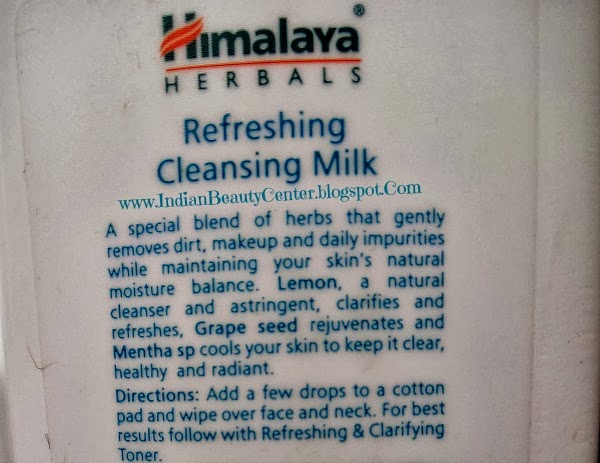 Himalaya®
HERBALS
Refreshing
Cleansing Milk
www.IndianBeautyCenter.blogspot.Com
A special blend of herbs that gently
removes dirt, makeup and daily impurities
while maintaining your skin's natural
moisture balance. Lemon, a natural
cleanser and astringent, clarifies and
refreshes, Grape seed rejuvenates and
Mentha sp cools your skin to keep it clear,
healthy and radiant.
Directions: Add a few drops to a cotton
pad and wipe over face and neck. For best
results follow with Refreshing & Clarifying
Toner.